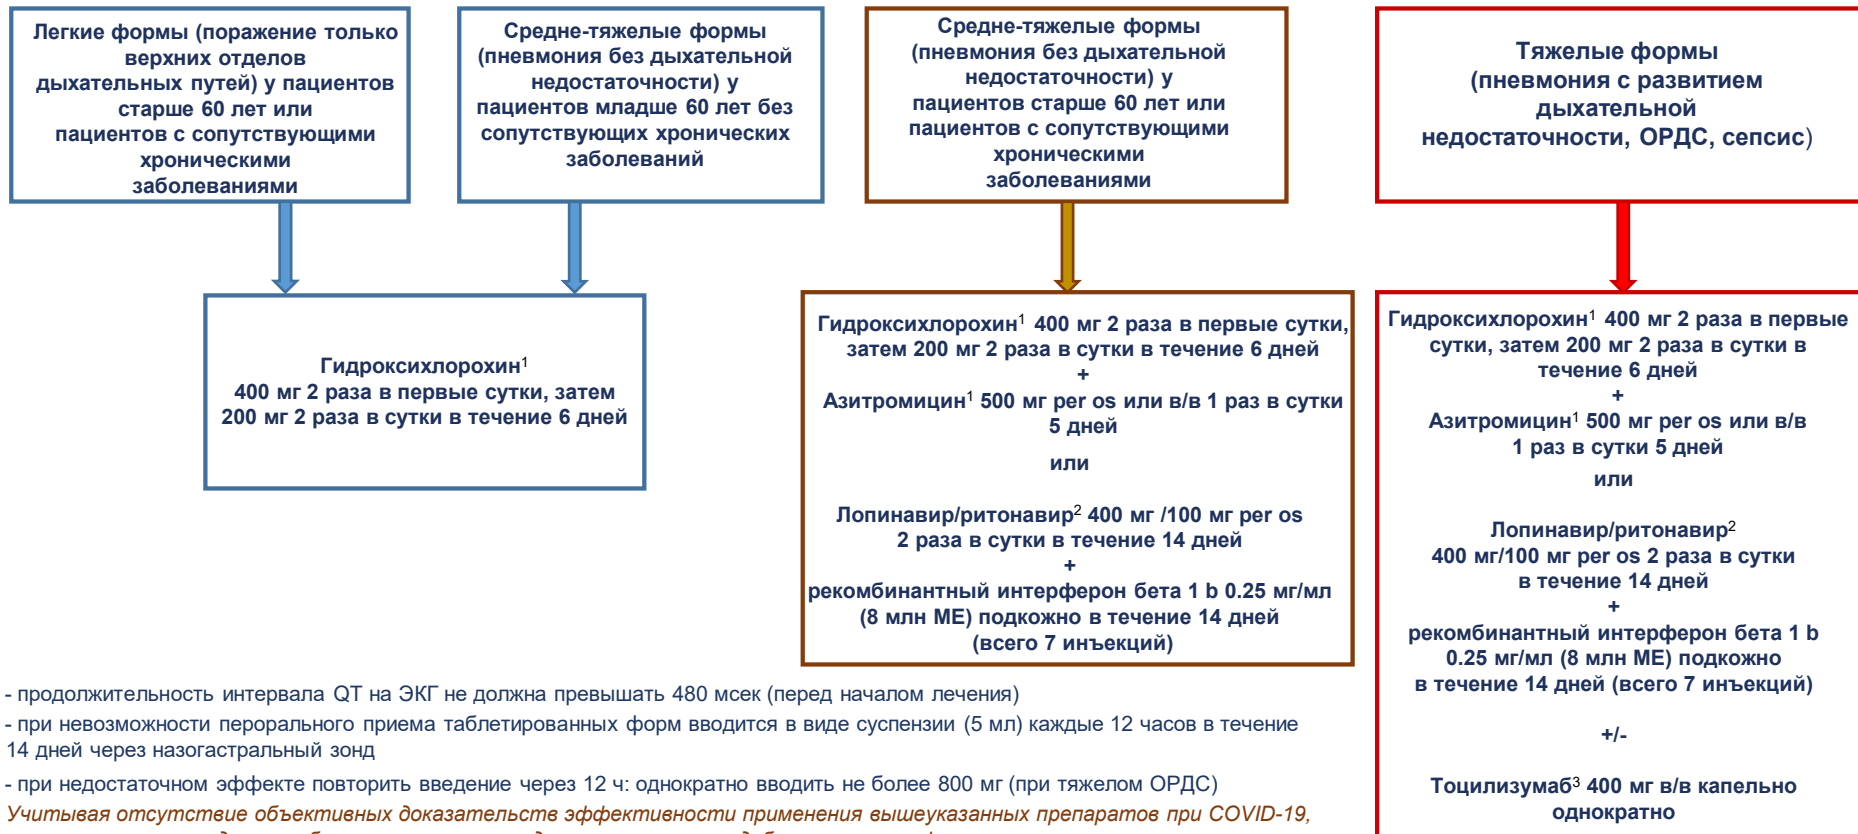 Легкие формы (поражение только
верхних отделов
дыхательных путей) у пациентов
старше 60 лет или
пациентов с сопутствующими
хроническими
заболеваниями
Средне-тяжелые формы
(пневмония без дыхательной
недостаточности) у
пациентов младше 60 лет без
сопутствующих хронических
заболеваний
Средне-тяжелые формы
(пневмония без дыхательной
недостаточности) у
пациентов старше 60 лет или
пациентов с сопутствующими
хроническими
заболеваниями
Тяжелые формы
(пневмония с развитием
дыхательной
недостаточности, ОРДС, сепсис)
Гидроксихлорохин¹
400 мг 2 раза в первые сутки, затем
200 мг 2 раза в сутки в течение 6 дней
Гидроксихлорохин¹ 400 мг 2 раза в первые сутки,
затем 200 мг 2 раза в сутки в течение 6 дней
+
Азитромицин¹ 500 мг per os или в/в 1 раз в сутки
5 дней
или
Лопинавир/ритонавир² 400 мг /100 мг per os
2 раза в сутки в течение 14 дней
+
рекомбинантный интерферон бета 1 b 0.25 мг/мл
(8 млн МЕ) подкожно в течение 14 дней
(всего 7 инъекций)
Гидроксихлорохин¹ 400 мг 2 раза в первые
сутки, затем 200 мг 2 раза в сутки в
течение 6 дней
+
Азитромицин¹ 500 мг per os или в/в
1 раз в сутки 5 дней
или
Лопинавир/ритонавир²
400 мг/100 мг per os 2 раза в сутки
в течение 14 дней
+
рекомбинантный интерферон бета 1 b
0.25 мг/мл (8 млн МЕ) подкожно
в течение 14 дней (всего 7 инъекций)
+/-
Тоцилизумаб³ 400 мг в/в капельно
однократно
- продолжительность интервала QT на ЭКГ не должна превышать 480 мсек (перед началом лечения)
- при невозможности перорального приема таблетированных форм вводится в виде суспензии (5 мл) каждые 12 часов в течение
14 дней через назогастральный зонд
- при недостаточном эффекте повторить введение через 12 ч: однократно вводить не более 800 мг (при тяжелом ОРДС)
Учитывая отсутствие объективных доказательств эффективности применения вышеуказанных препаратов при COVID-19,